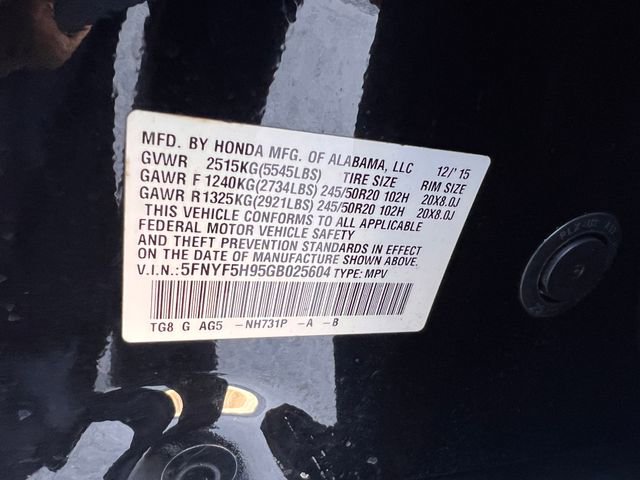 MFD. BY HONDA MFG. OF ALABAMA, LLC 12/'15
GVWR 2515KG(5545LBS) TIRE SIZE RIM SIZE
GAWR F 1240KG(2734LBS) 245/50R20 102H 20X8.0J
GAWR R1325KG(2921LBS) 245/50R20 102H 20X8.0J
THIS VEHICLE CONFORMS TO ALL APPLICABLE
FEDERAL MOTOR VEHICLE SAFETY
AND THEFT PREVENTION STANDARDS IN EFFECT
ON THE DATE OF MANUFACTURE SHOWN ABOVE.
V.I.N.:5FNYF5H95GB025604 TYPE: MPV
TG8 G AG5 -NH731P -A -B